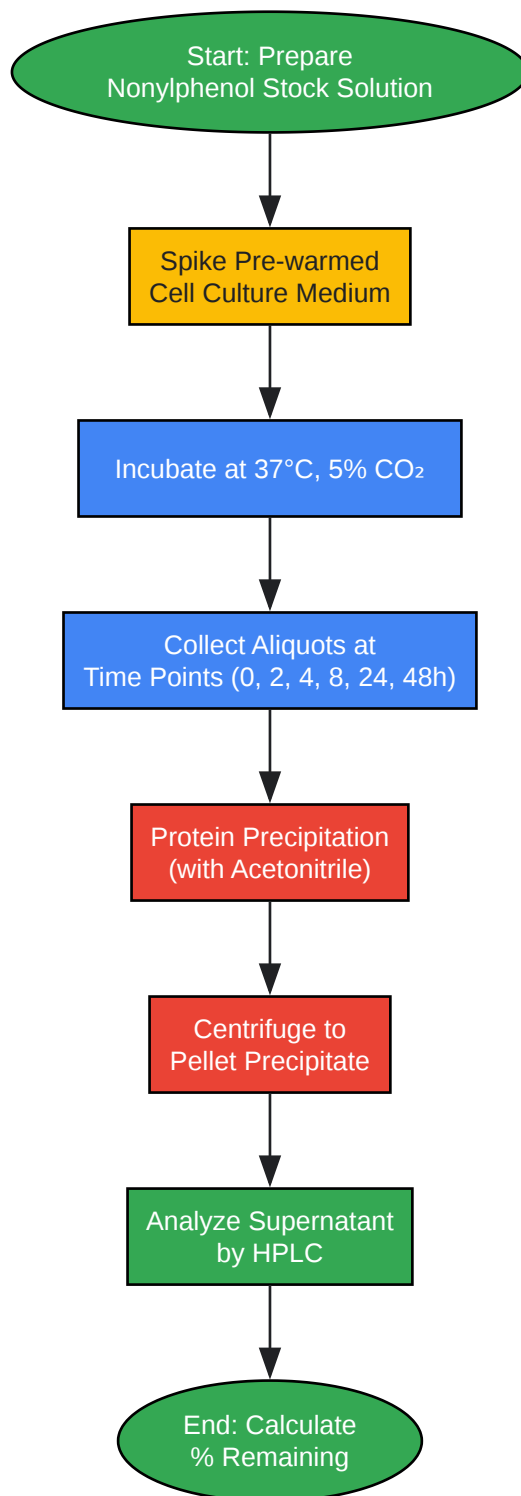 Start: Prepare
Nonylphenol Stock Solution
Spike Pre-warmed
Cell Culture Medium
Incubate at 37°C, 5% CO₂
Collect Aliquots at
Time Points (0, 2, 4, 8, 24, 48h)
Protein Precipitation
(with Acetonitrile)
Centrifuge to
Pellet Precipitate
Analyze Supernatant
by HPLC
End: Calculate
% Remaining